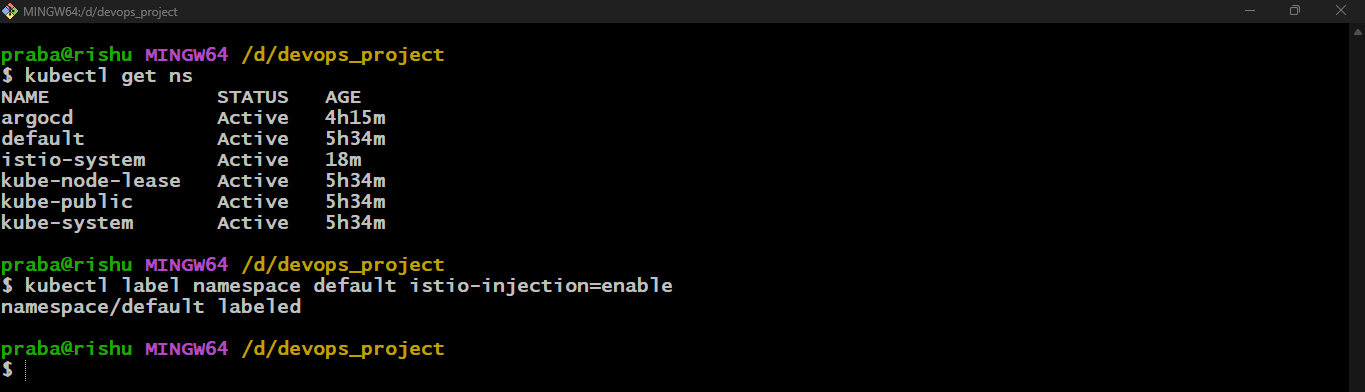 MINGW64:/d/devops_project
praba@rishu MINGW64 /d/devops_project
$ kubectl get ns
NAME STATUS AGE
argocd Active 4h15m
default Active 5h34m
istio-system Active 18m
kube-node-lease Active 5h34m
kube-public Active 5h34m
kube-system Active 5h34m
praba@rishu MINGW64 /d/devops_project
$ kubectl label namespace default istio-injection=enable
namespace/default labeled
praba@rishu MINGW64 /d/devops_project
$